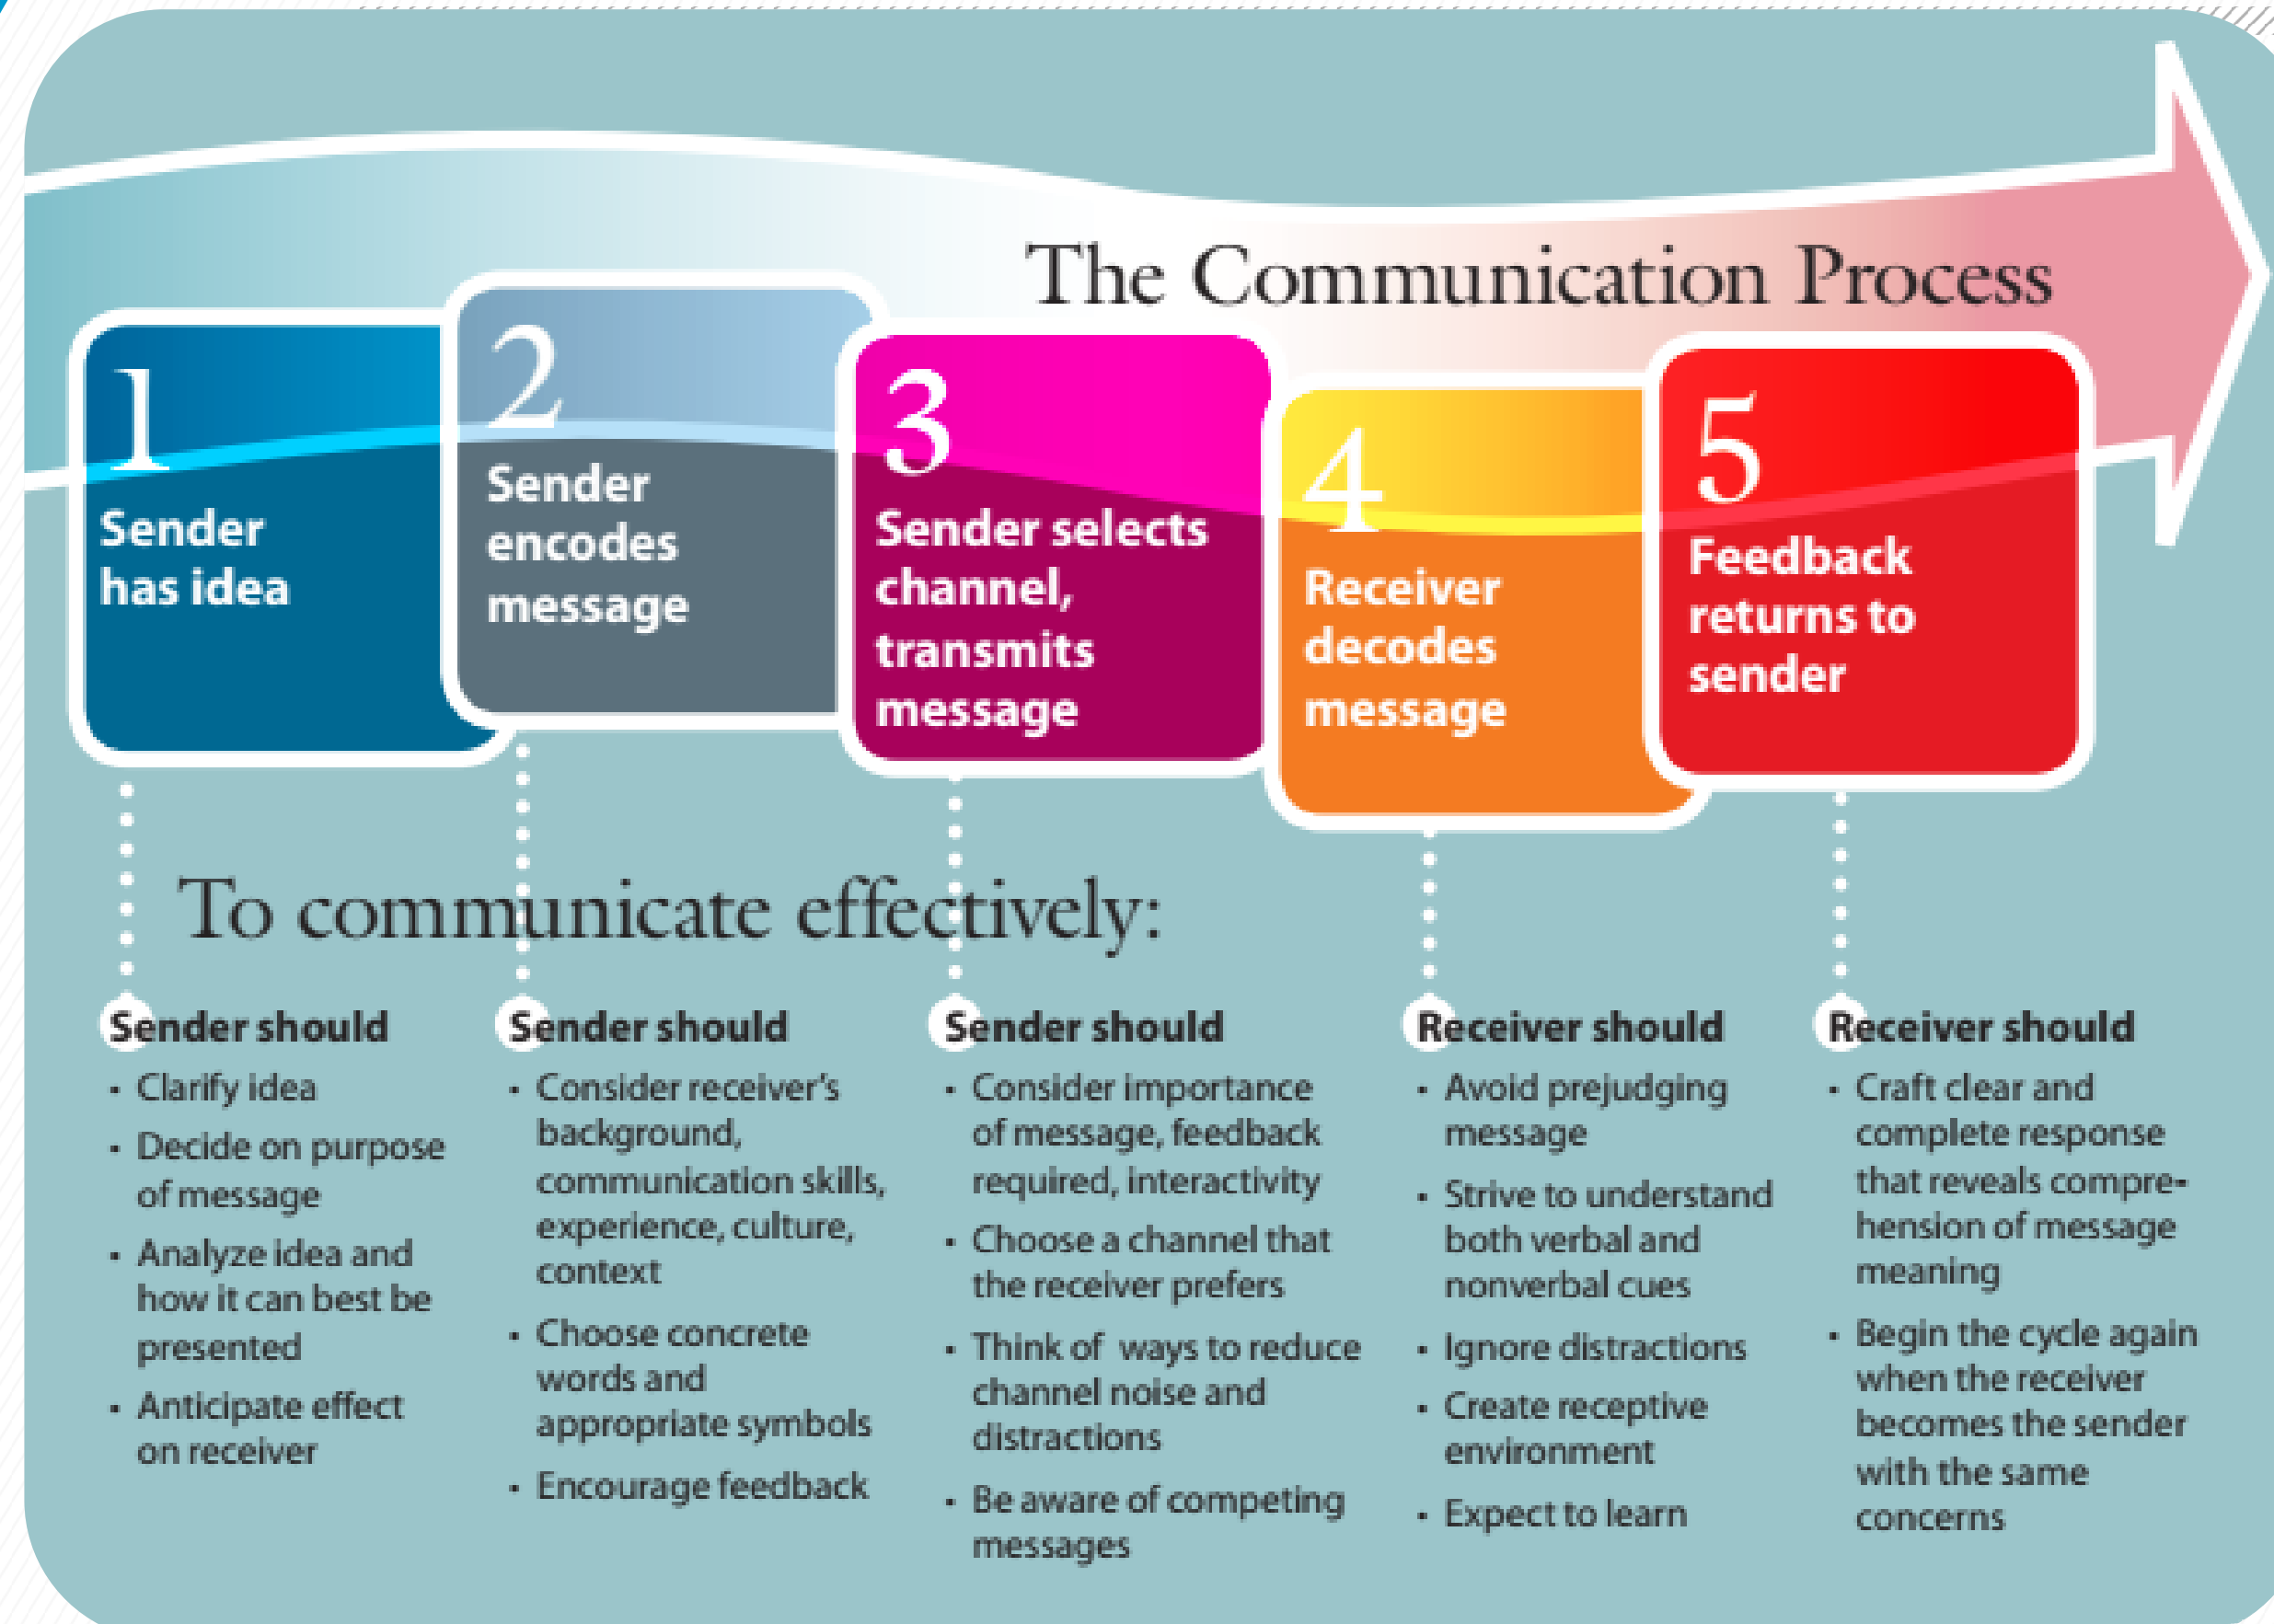 The Communication Process
1
Sender
has idea
2
Sender
encodes
message
3
Sender selects
channel,
transmits
message
4
Receiver
decodes
message
5
Feedback
returns to
sender
To communicate effectively:
Sender should
▪ Clarify idea
▪ Decide on purpose
of message
▪ Analyze idea and
how it can best be
presented
▪ Anticipate effect
on receiver
Sender should
▪ Consider receiver’s
background,
communication skills,
experience, culture,
context
▪ Choose concrete
words and
appropriate symbols
▪ Encourage feedback
Sender should
▪ Consider importance
of message, feedback
required, interactivity
▪ Choose a channel that
the receiver prefers
▪ Think of ways to reduce
channel noise and
distractions
▪ Be aware of competing
messages
Receiver should
▪ Avoid prejudging
message
▪ Strive to understand
both verbal and
nonverbal cues
▪ Ignore distractions
▪ Create receptive
environment
▪ Expect to learn
Receiver should
▪ Craft clear and
complete response
that reveals compre-
hension of message
meaning
▪ Begin the cycle again
when the receiver
becomes the sender
with the same
concerns